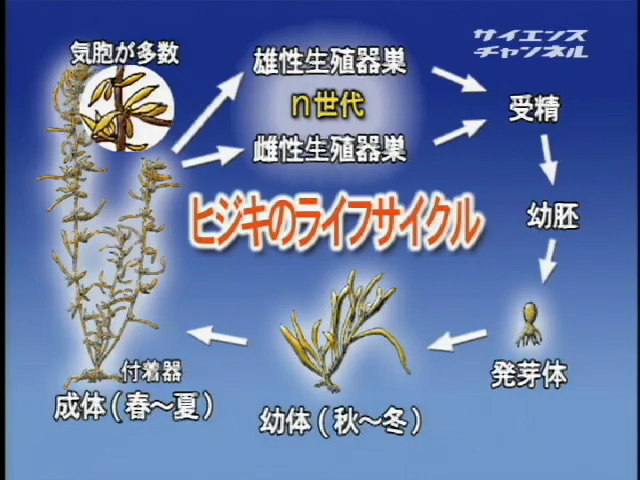 サイエンス
チャンネル
気胞が多数
雄性生殖器巣
n世代
雌性生殖器巣
受精
ヒジキのライフサイクル
幼胚
発芽体
付着器
成体(春〜夏)
幼体(秋〜冬)